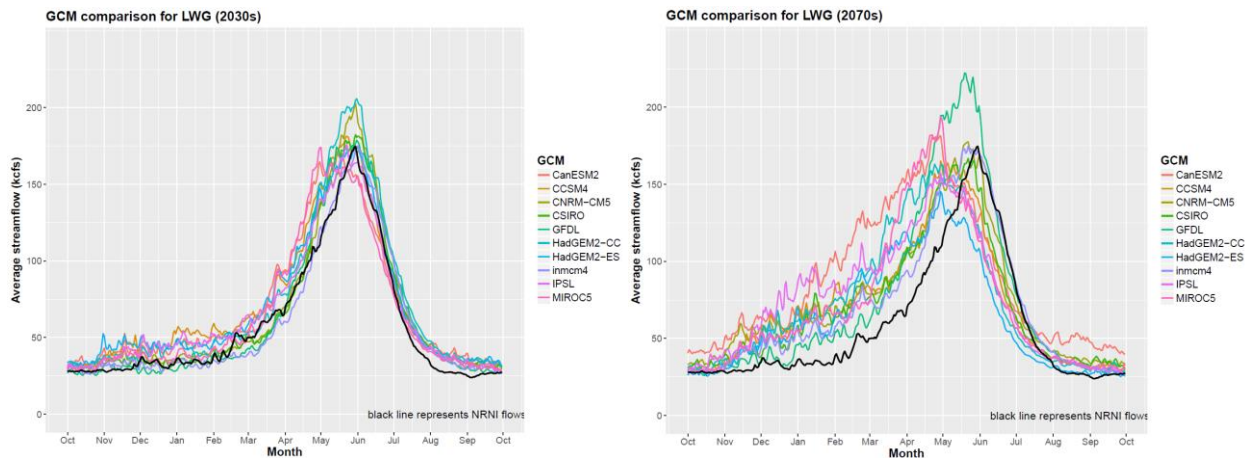 GCM comparison for LWG (2030s)
Average streamflow (kcfs)
200
150
100
50
0
Oct Nov Dec Jan Feb Mar Apr May Jun Jul Aug Sep Oct
Month
black line represents NRNI flows
GCM
CanESM2
CCSM4
CNRM-CM5
CSIRO
GFDL
HadGEM2-CC
HadGEM2-ES
inmcm4
IPSL
MIROC5
GCM comparison for LWG (2070s)
Average streamflow (kcfs)
200
150
100
50
0
Oct Nov Dec Jan Feb Mar Apr May Jun Jul Aug Sep Oct
Month
black line represents NRNI flows
GCM
CanESM2
CCSM4
CNRM-CM5
CSIRO
GFDL
HadGEM2-CC
HadGEM2-ES
inmcm4
IPSL
MIROC5